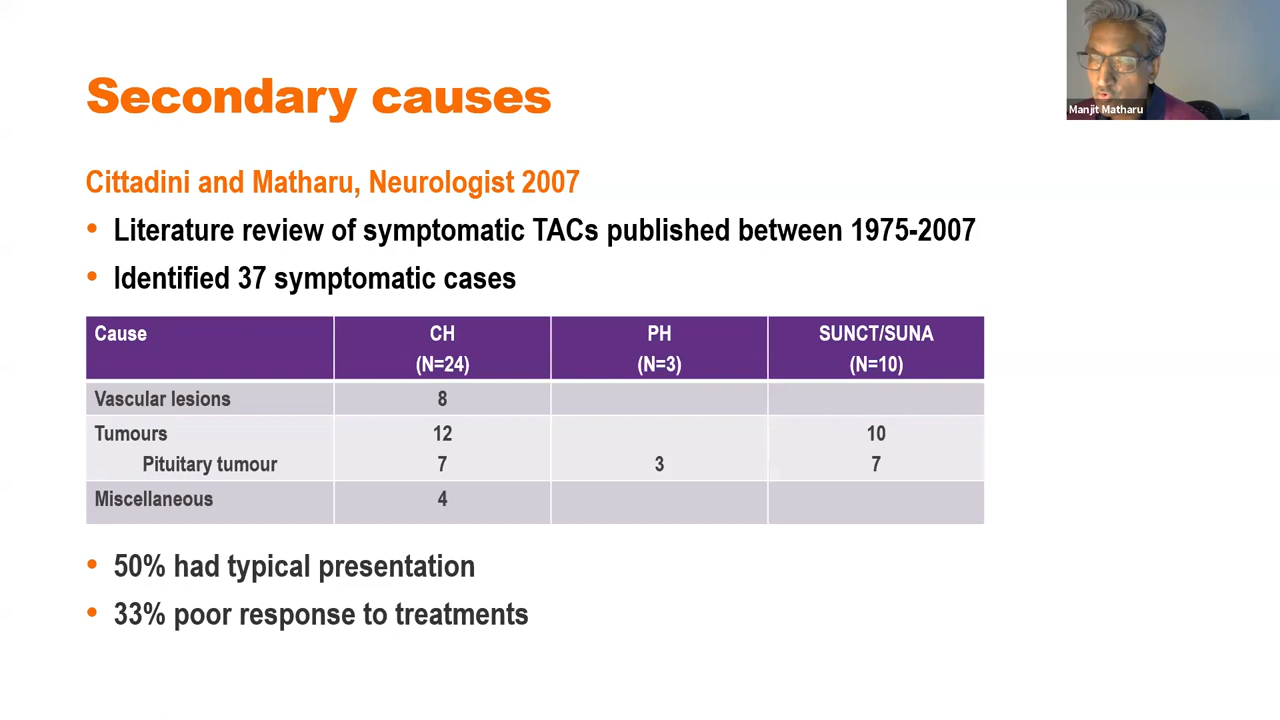 Secondary causes
Manjit Matharu
Cittadini and Matharu, Neurologist 2007
• Literature review of symptomatic TACs published between 1975-2007
• Identified 37 symptomatic cases
Cause CH PH SUNCT/SUNA
(N=24) (N=3) (N=10)
Vascular lesions 8
Tumours 12 10
Pituitary tumour 7 3 7
Miscellaneous 4
• 50% had typical presentation
• 33% poor response to treatments